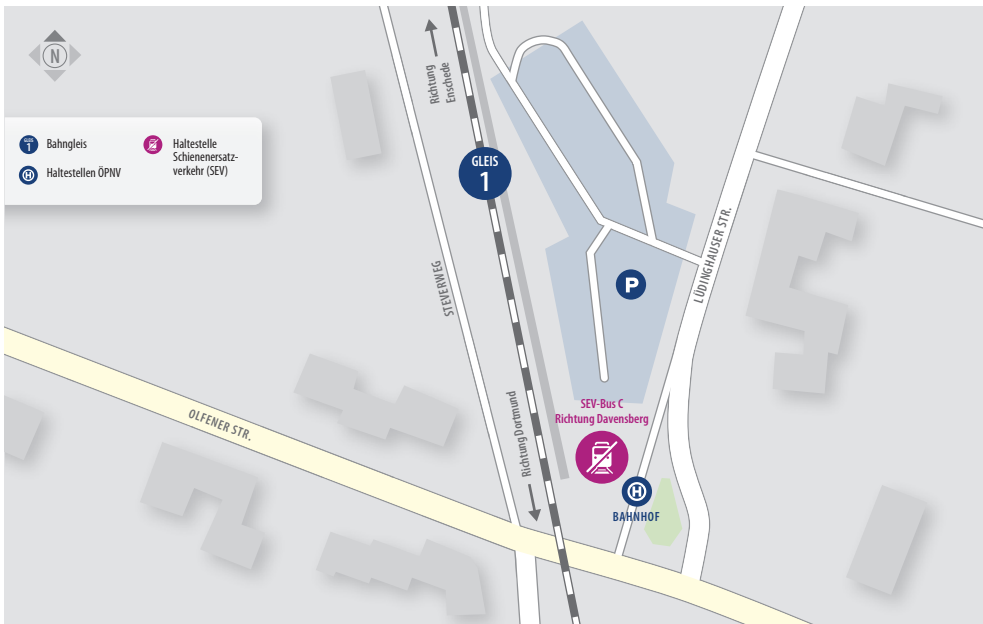 N
GLEIS
1
Bahngleis
H
Haltestellen ÖPNV
Haltestelle
Schienenersatz-
verkehr (SEV)
Richtung
Enschede
GLEIS
1
STEVERWEG
LÜDINGHAUSER STR.
P
OLFENER STR.
Richtung Dortmund
SEV-Bus C
Richtung Davensberg
H
BAHNHOF